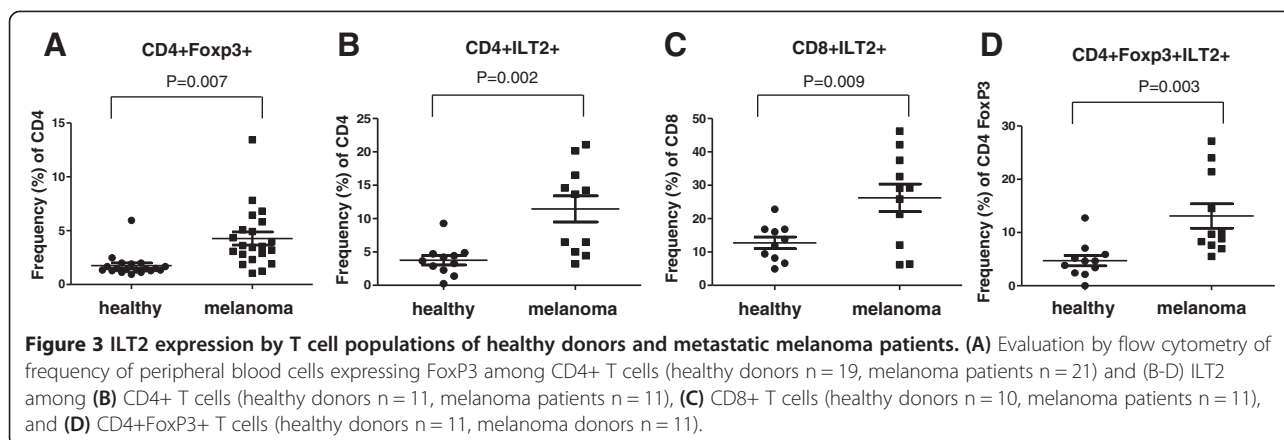 A
CD4+Foxp3+
P=0.007
Frequency (%) of CD4
15
10
5
0
healthy
melanoma
B
CD4+ILT2+
P=0.002
Frequency (%) of CD4
25
20
15
10
5
0
healthy
melanoma
C
CD8+ILT2+
P=0.009
Frequency (%) of CD8
50
40
30
20
10
0
healthy
melanoma
D
CD4+Foxp3+ILT2+
P=0.003
Frequency (%) of CD4 FoxP3
30
20
10
0
healthy
melanoma
Figure 3 ILT2 expression by T cell populations of healthy donors and metastatic melanoma patients. (A) Evaluation by flow cytometry of
frequency of peripheral blood cells expressing FoxP3 among CD4+ T cells (healthy donors n = 19, melanoma patients n = 21) and (B-D) ILT2
among (B) CD4+ T cells (healthy donors n = 11, melanoma patients n = 11), (C) CD8+ T cells (healthy donors n = 10, melanoma patients n = 11),
and (D) CD4+FoxP3+ T cells (healthy donors n = 11, melanoma donors n = 11).